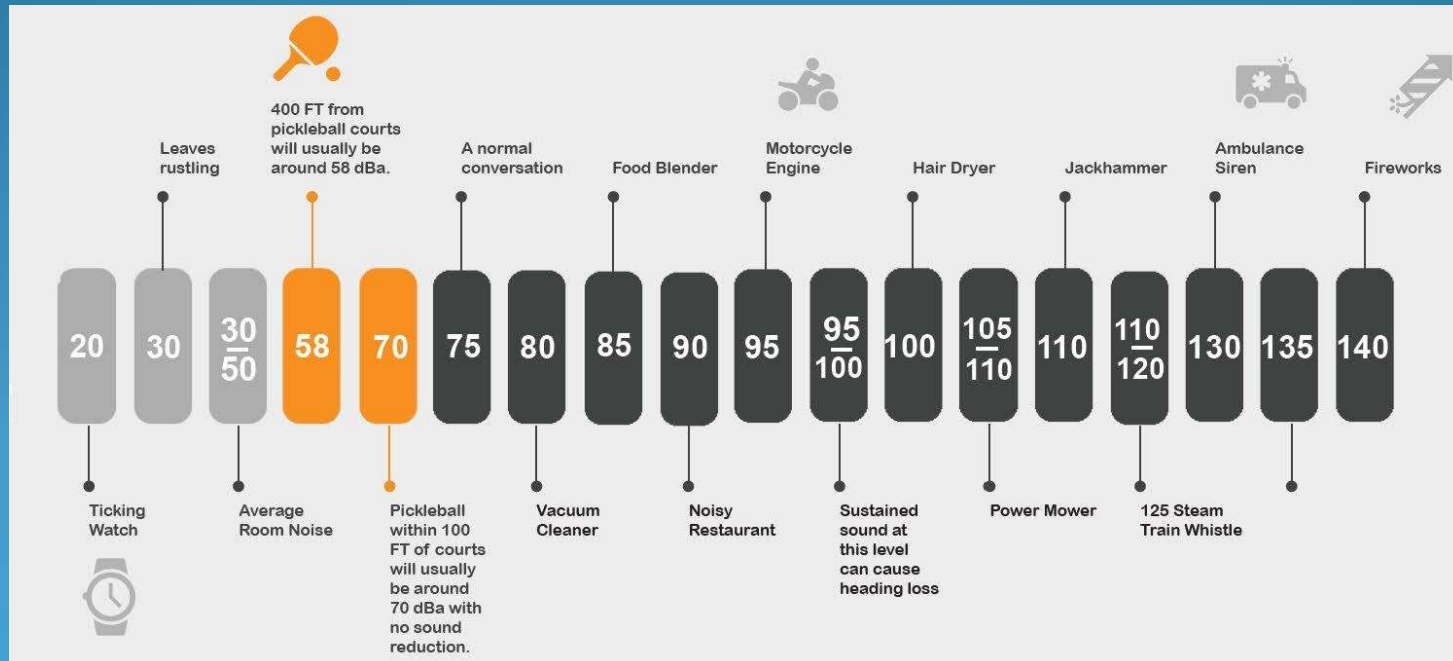 400 FT from
pickleball courts
will usually be
around 58 dBa.
Leaves
rustling
A normal
conversation
Food Blender
Motorcycle
Engine
Hair Dryer
Jackhammer
Ambulance
Siren
Fireworks
20
30
30
50
58
70
75
80
85
90
95
95
100
100
105
110
110
110
120
130
135
140
Ticking
Watch
Average
Room Noise
Pickleball
within 100
FT of courts
will usually
be around
70 dBa with
no sound
reduction.
Vacuum
Cleaner
Noisy
Restaurant
Sustained
sound at
this level
can cause
heading loss
Power Mower
125 Steam
Train Whistle